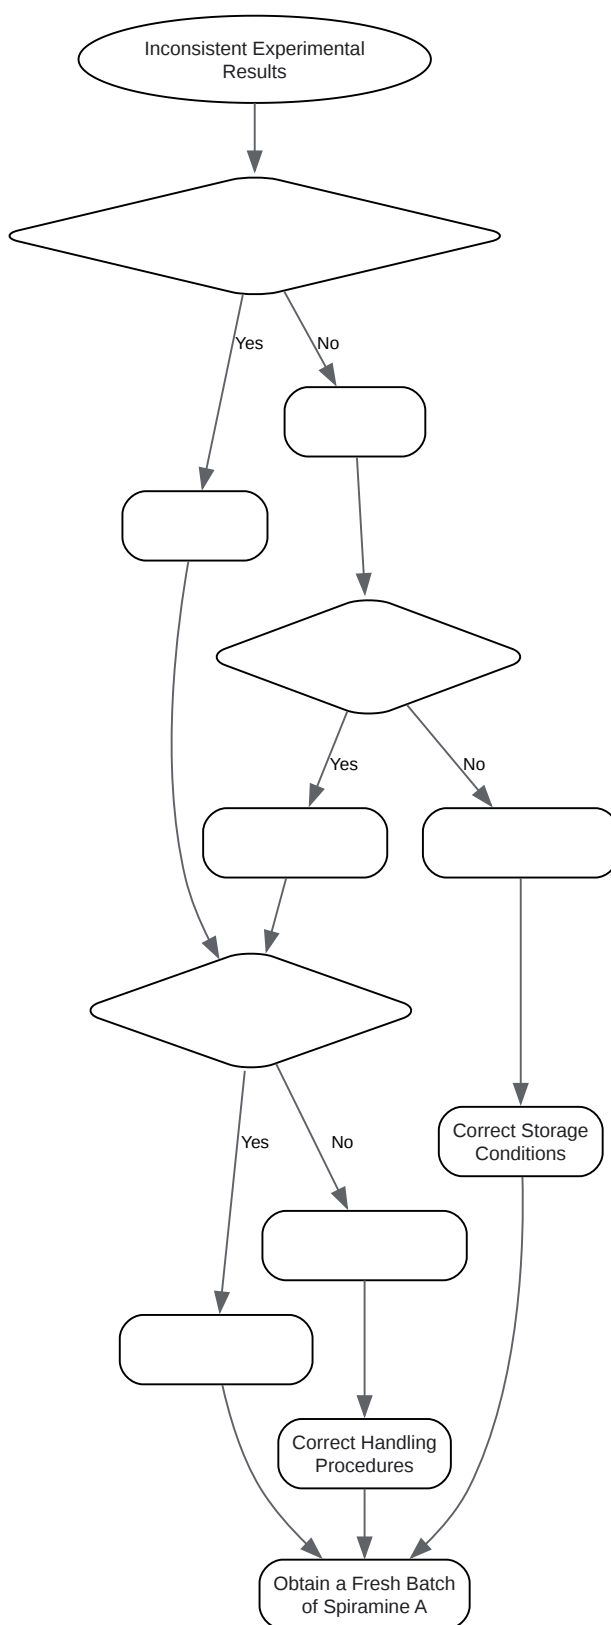 Inconsistent Experimental
Results
Yes
No
Yes
No
Yes
No
Correct Storage
Conditions
Correct Handling
Procedures
Obtain a Fresh Batch
of Spiramine A